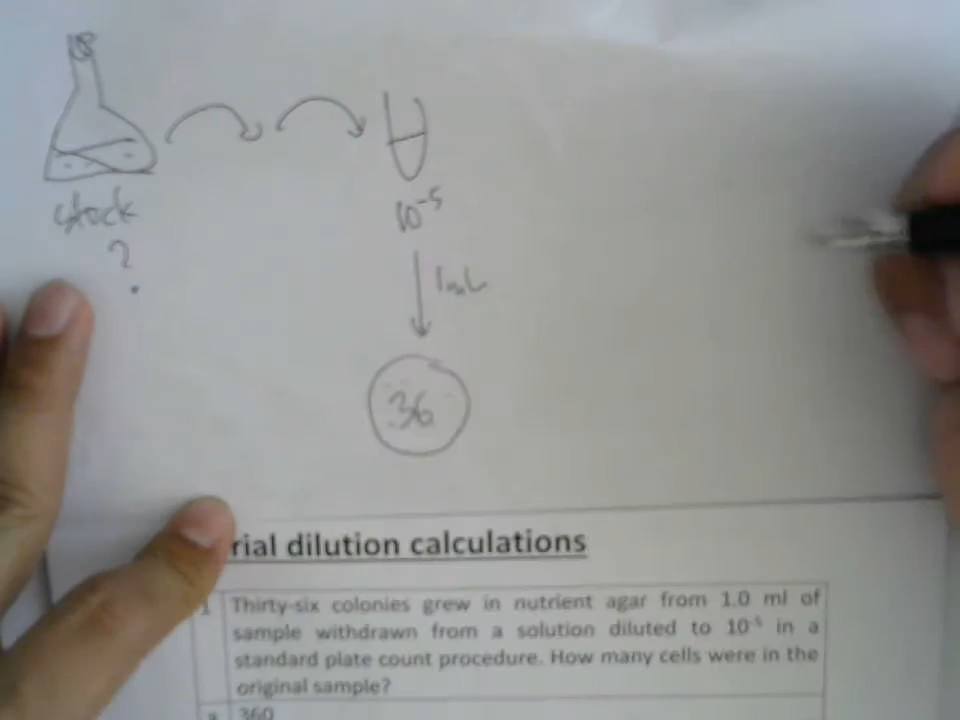 stock
?
10⁻⁵
1mL
36
rial dilution calculations
1 Thirty-six colonies grew in nutrient agar from 1.0 ml of
sample withdrawn from a solution diluted to 10⁻⁵ in a
standard plate count procedure. How many cells were in the
original sample?
a 360